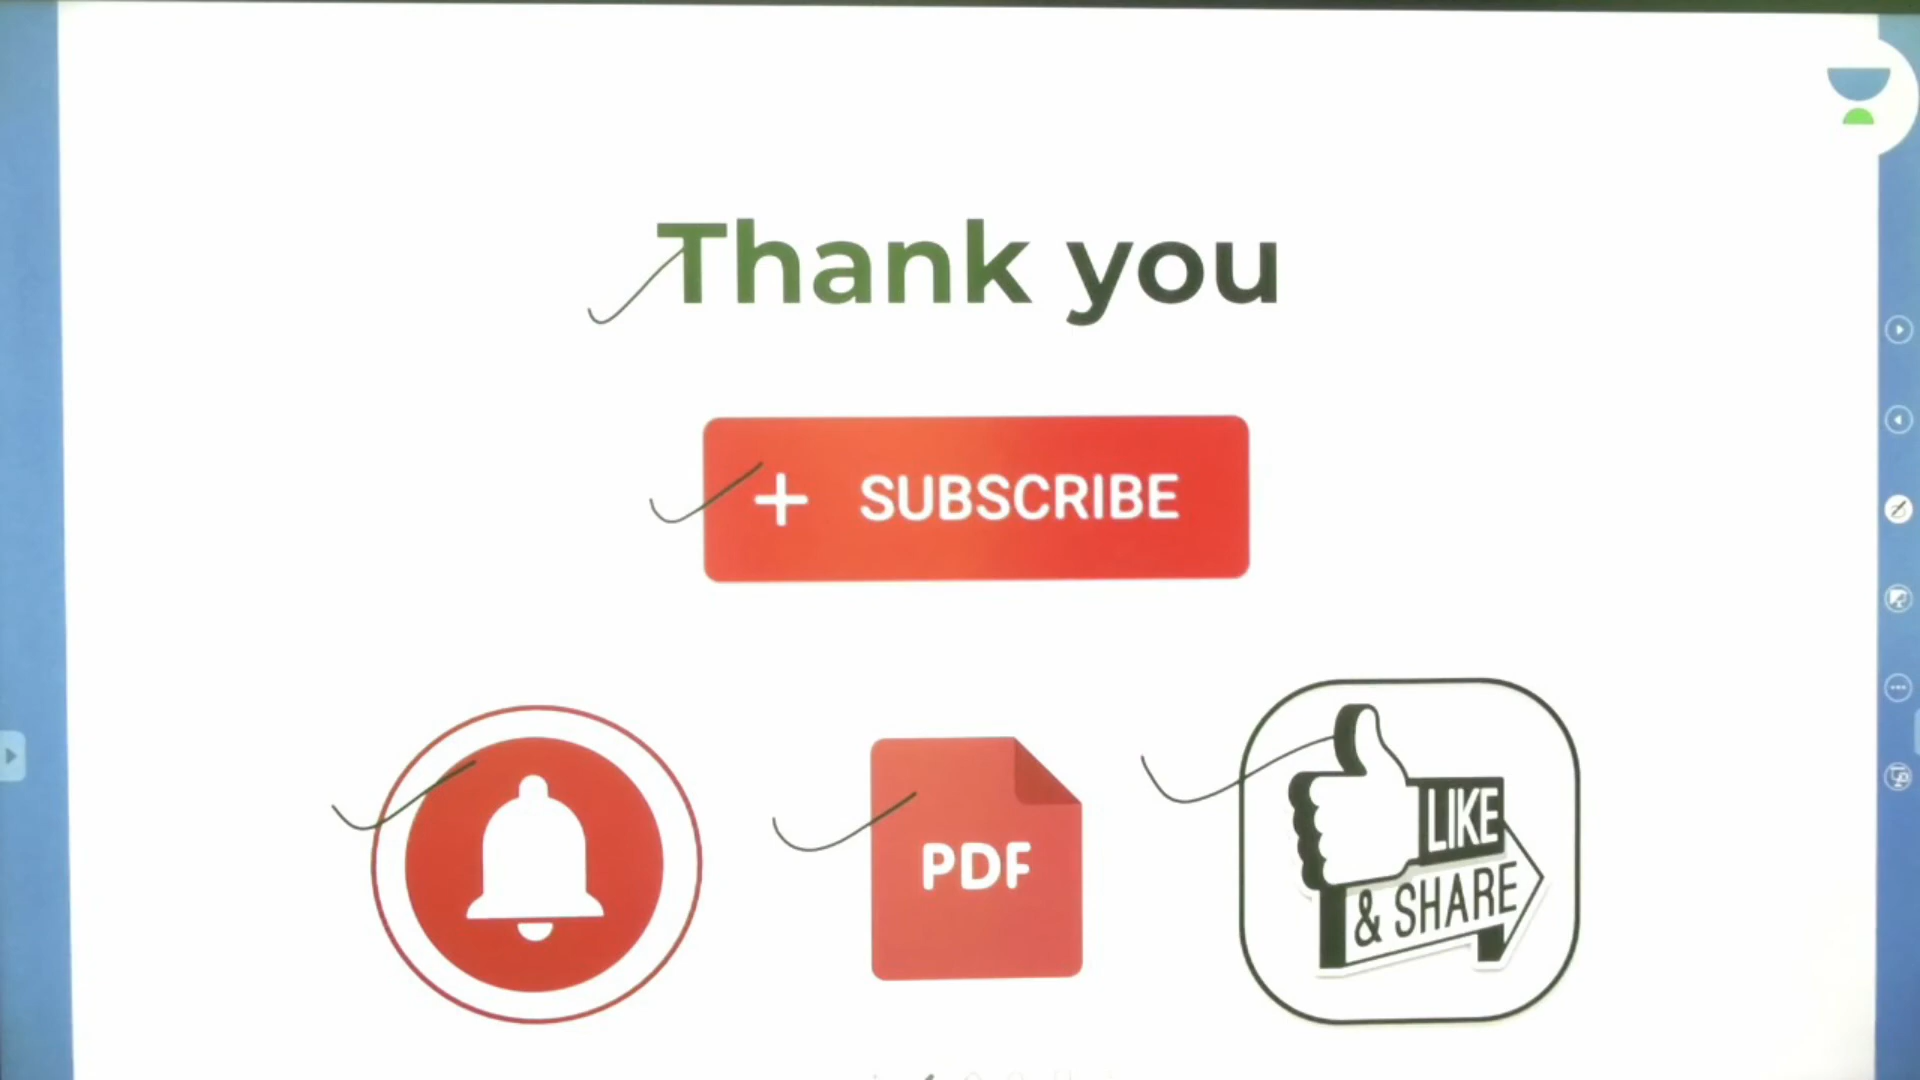 Thank you
+ SUBSCRIBE
PDF
LIKE
& SHARE